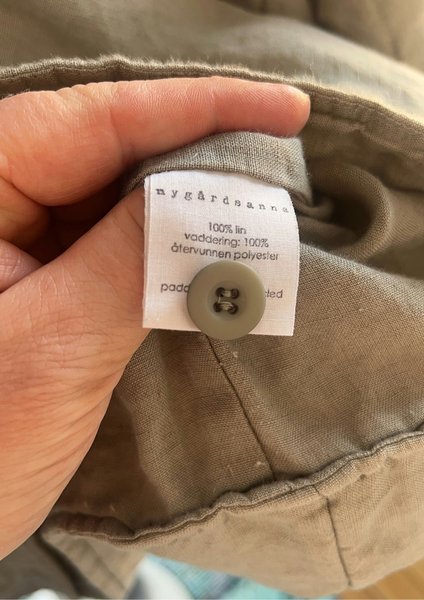 nygårdsanna
100% lin
vaddering: 100%
återvunnen polyester